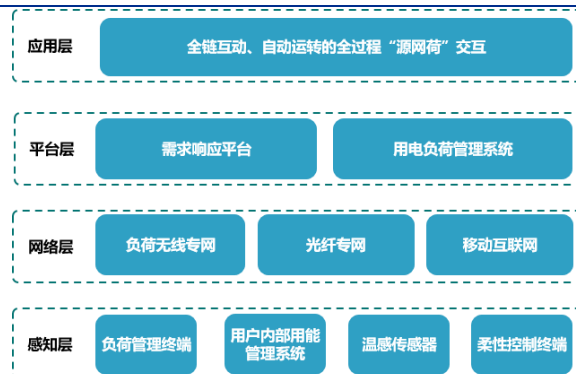 应用层
全链互动、自动运转的全过程“源网荷”交互
平台层
需求响应平台
用电负荷管理系统
网络层
负荷无线专网
光纤专网
移动互联网
感知层
负荷管理终端
用户内部用能
管理系统
温感传感器
柔性控制终端